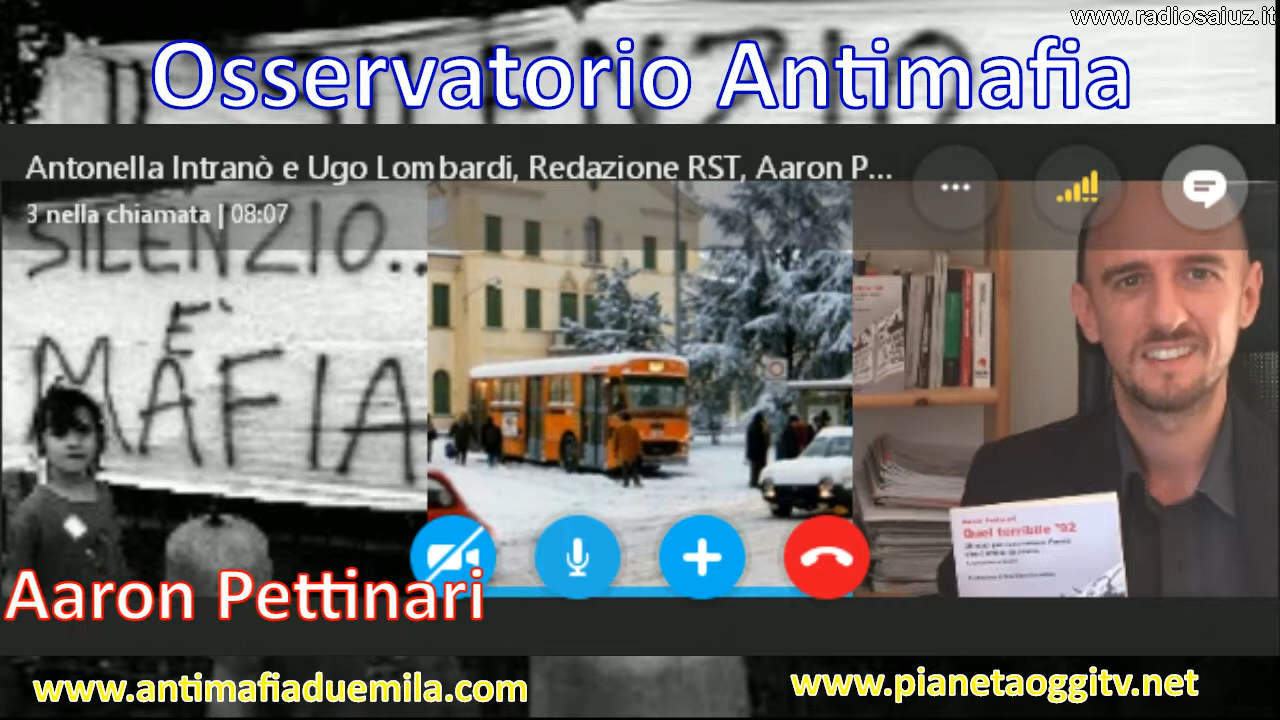 www.radiosaiuz.it
Osservatorio Antimafia
SILENZIO
Antonella Intranò e Ugo Lombardi, Redazione RST, Aaron P...
3 nella chiamata | 08:07
SILENZIO..
E'
MAFIA
Quel terribile '92
Aaron Pettinari
www.antimafiaduemila.com
www.pianetaoggitv.net